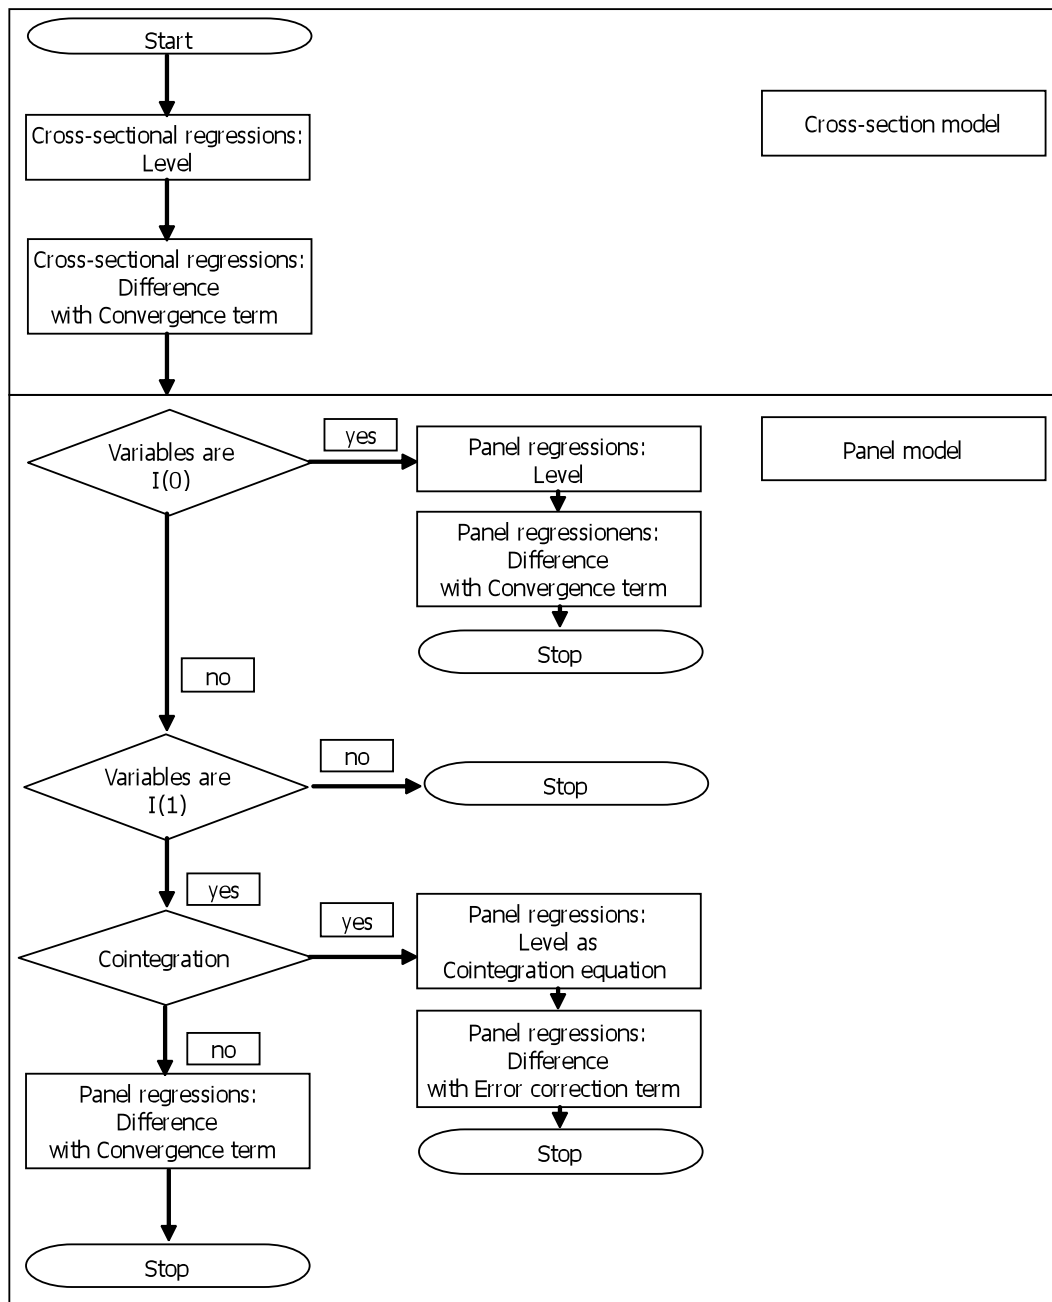 Start
Cross-sectional regressions:
Level
Cross-section model
Cross-sectional regressions:
Difference
with Convergence term
Variables are
I(0)
yes
Panel regressions:
Level
Panel model
Panel regressionens:
Difference
with Convergence term
Stop
no
Variables are
I(1)
no
Stop
yes
Cointegration
yes
Panel regressions:
Level as
Cointegration equation
Panel regressions:
Difference
with Error correction term
Stop
no
Panel regressions:
Difference
with Convergence term
Stop